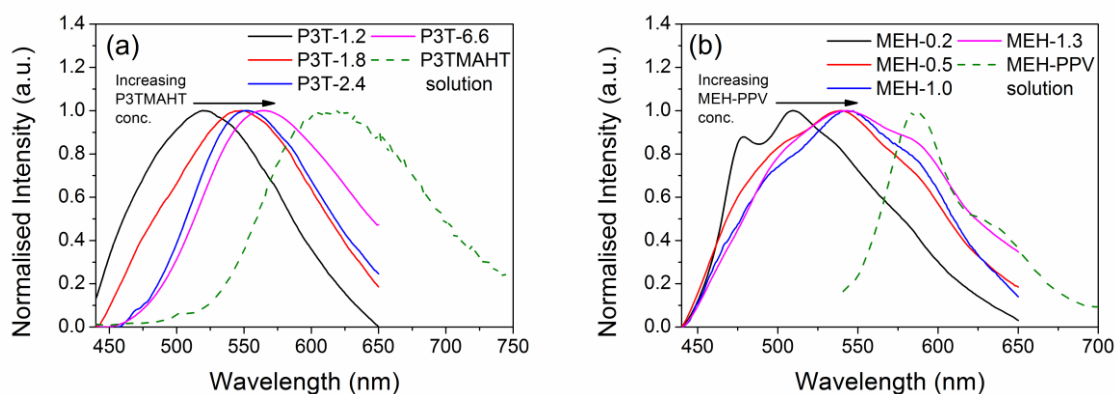 (a)
P3T-1.2
P3T-6.6
P3T-1.8
P3TMAHT
P3T-2.4
solution
Increasing
P3TMAHT
conc.
Normalised Intensity (a.u.)
1.4
1.2
1.0
0.8
0.6
0.4
0.2
0.0
450 500 550 600 650 700 750
Wavelength (nm)
(b)
MEH-0.2
MEH-1.3
MEH-0.5
MEH-PPV
MEH-1.0
solution
Increasing
MEH-PPV
conc.
Normalised Intensity (a.u.)
1.4
1.2
1.0
0.8
0.6
0.4
0.2
0.0
450 500 550 600 650 700
Wavelength (nm)